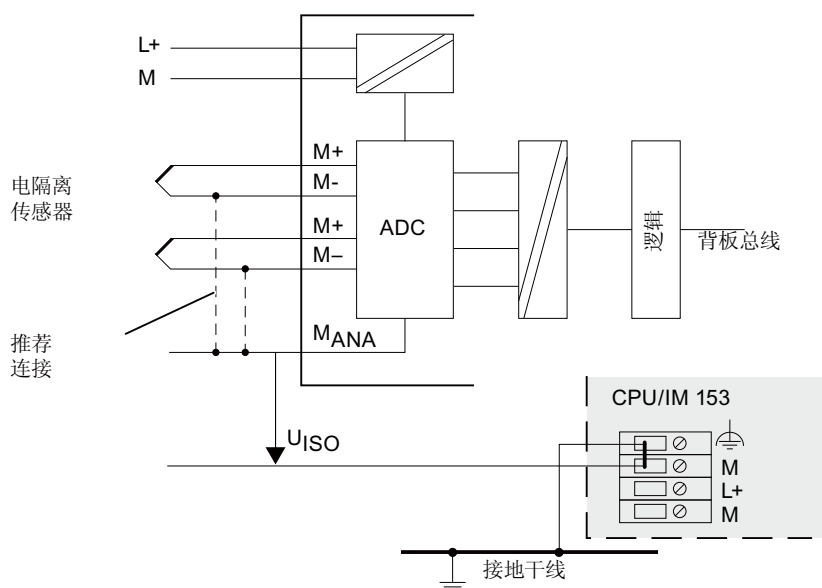 L+
M
电隔离
传感器
M+
M-
M+
M–
ADC
逻辑
背板总线
推荐
连接
MANA
UISO
CPU/IM 153
M
L+
M
接地干线